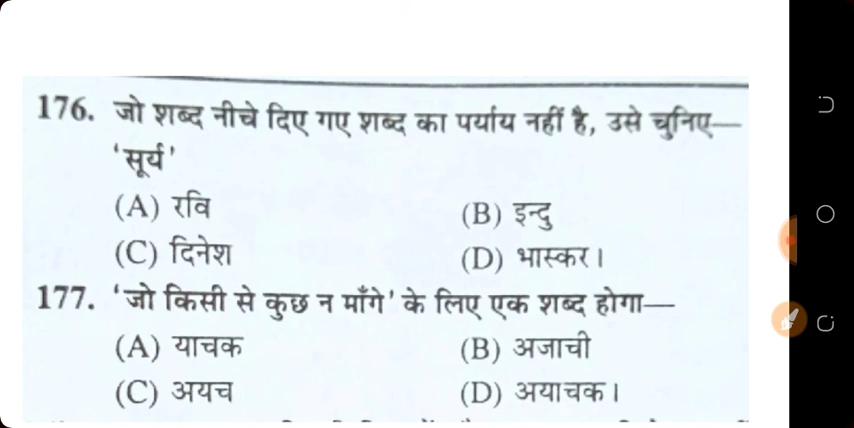 176. जो शब्द नीचे दिए गए शब्द का पर्याय नहीं है, उसे चुनिए—
'सूर्य'
(A) रवि (B) इन्दु
(C) दिनेश (D) भास्कर।
177. 'जो किसी से कुछ न माँगे' के लिए एक शब्द होगा—
(A) याचक (B) अजाची
(C) अयच (D) अयाचक।